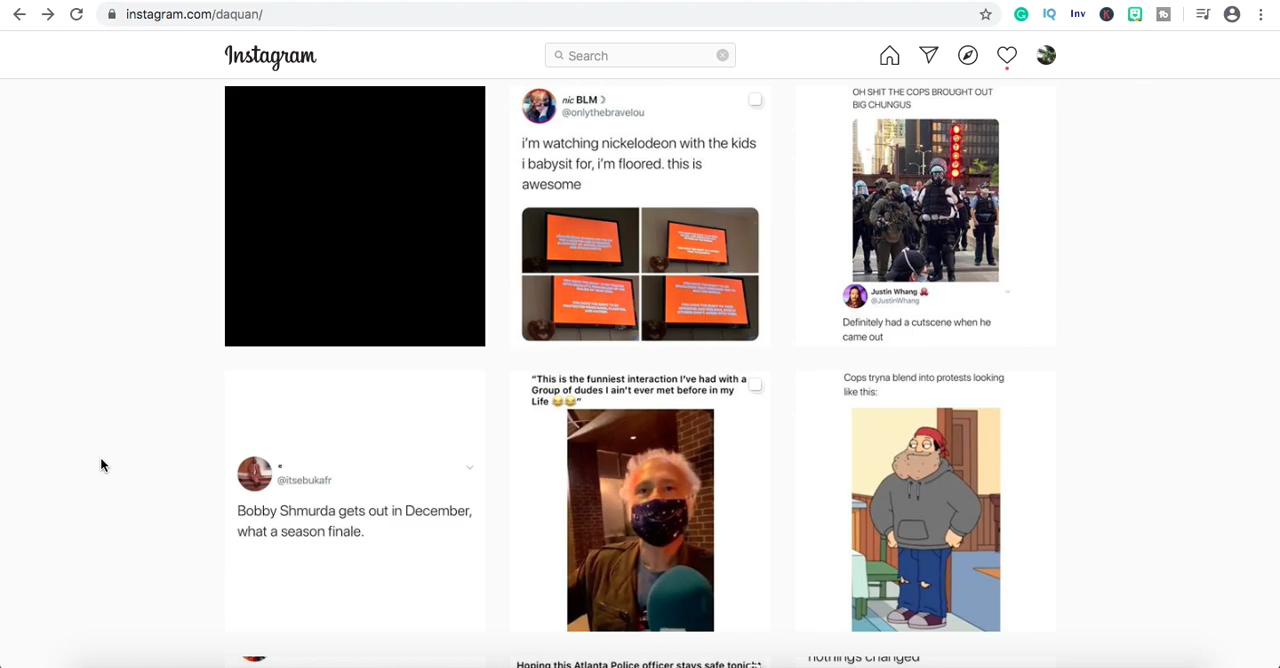 instagram.com/daquan/
IQ
Inv
K
Instagram
Search
nic BLM
@onlythebravelou
i'm watching nickelodeon with the kids
i babysit for, i'm floored. this is
awesome
OH SHIT THE COPS BROUGHT OUT
BIG CHUNGUS
Justin Whang
@JustinWhang
Definitely had a cutscene when he
came out
e
@itsebukafr
Bobby Shmurda gets out in December,
what a season finale.
“This is the funniest interaction I've had with a
Group of dudes I ain't ever met before in my
Life 😂😂”
Cops tryna blend into protests looking
like this:
Hoping this Atlanta Police officer stays safe tonight
nothings changed